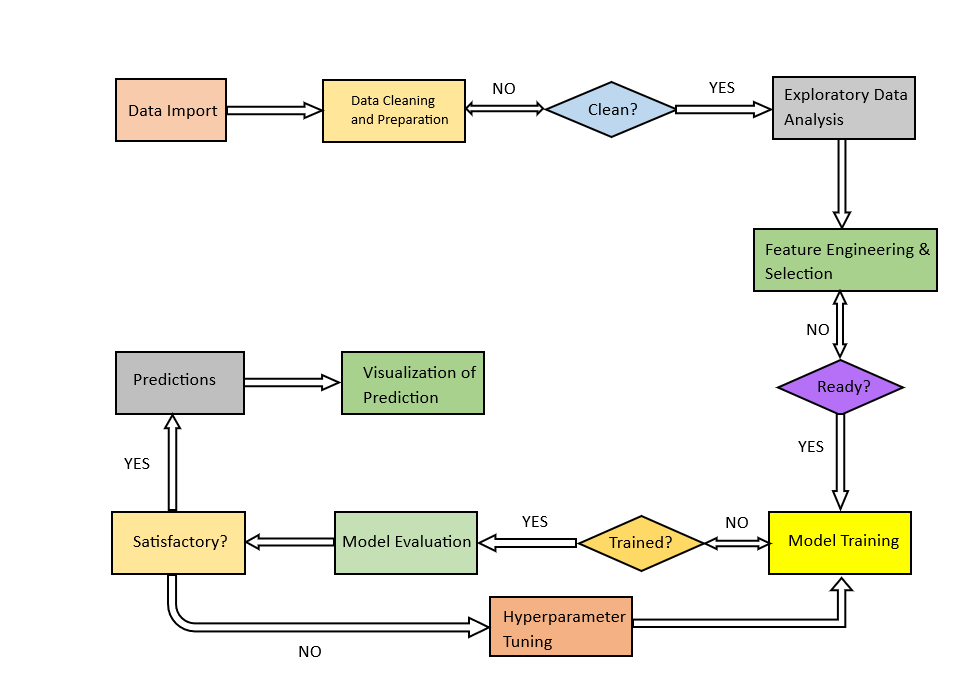 Data Import
Data Cleaning
and Preparation
NO
Clean?
YES
Exploratory Data
Analysis
Feature Engineering &
Selection
NO
Ready?
YES
Model Training
NO
Trained?
YES
Model Evaluation
Satisfactory?
YES
Predictions
Visualization of
Prediction
NO
Hyperparameter
Tuning